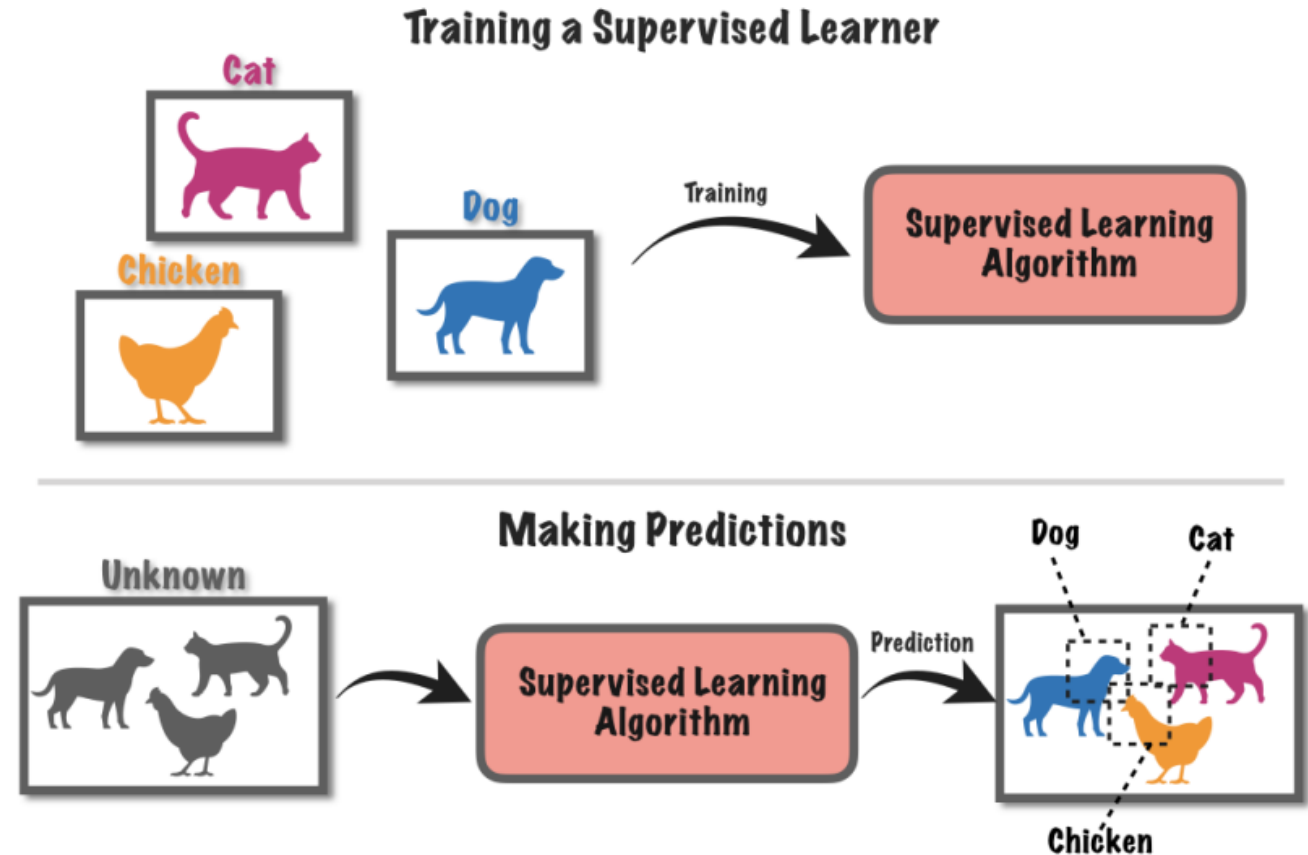 Training a Supervised Learner
Cat
Dog
Chicken
Training
Supervised Learning
Algorithm
Making Predictions
Unknown
Supervised Learning
Algorithm
Prediction
Dog
Cat
Chicken